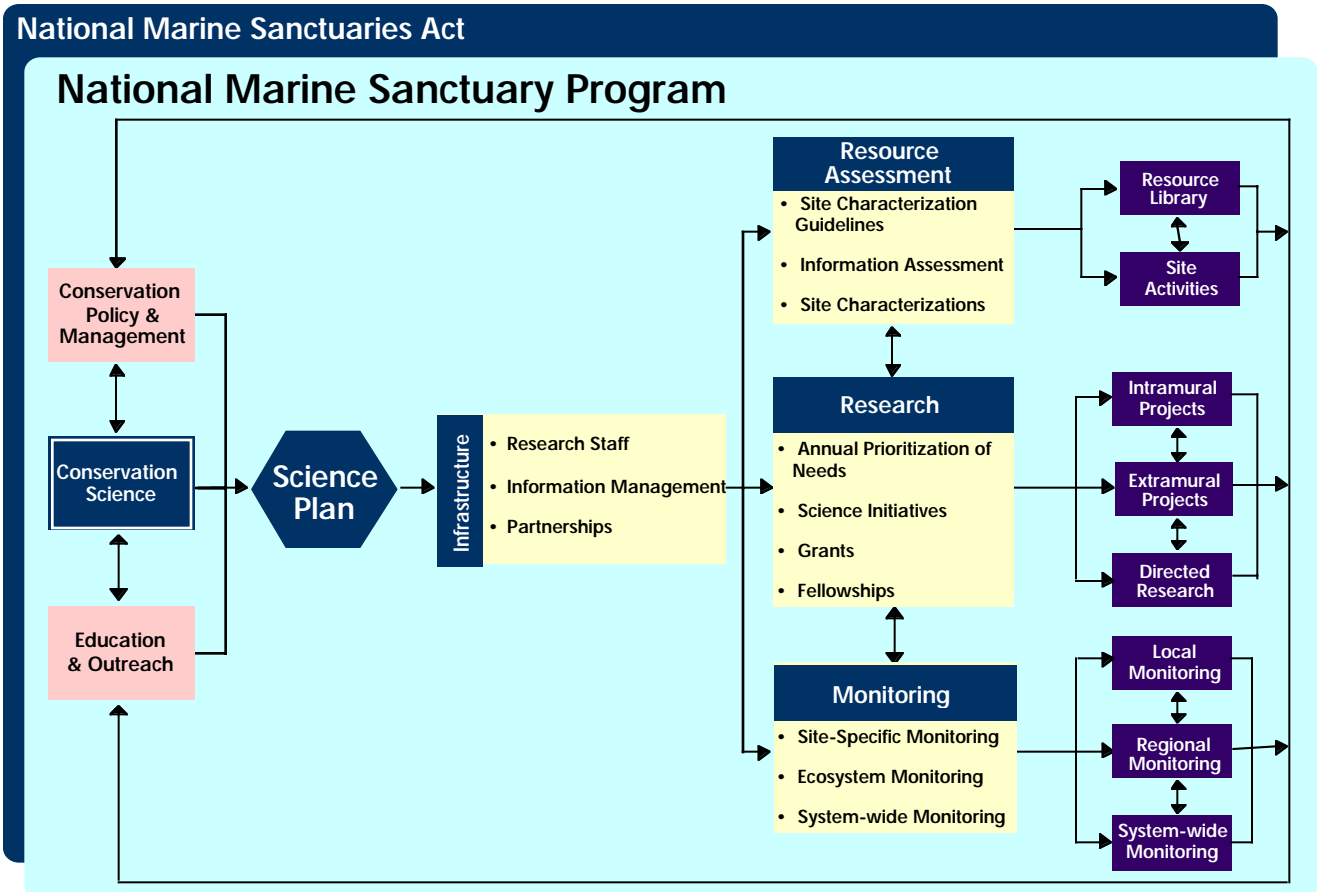 National Marine Sanctuaries Act
National Marine Sanctuary Program
Conservation
Policy &
Management
Conservation
Science
Education
& Outreach
Science
Plan
Infrastructure
• Research Staff
• Information Management
• Partnerships
Resource
Assessment
• Site Characterization
Guidelines
• Information Assessment
• Site Characterizations
Research
• Annual Prioritization of
Needs
• Science Initiatives
• Grants
• Fellowships
Monitoring
• Site-Specific Monitoring
• Ecosystem Monitoring
• System-wide Monitoring
Resource
Library
Site
Activities
Intramural
Projects
Extramural
Projects
Directed
Research
Local
Monitoring
Regional
Monitoring
System-wide
Monitoring